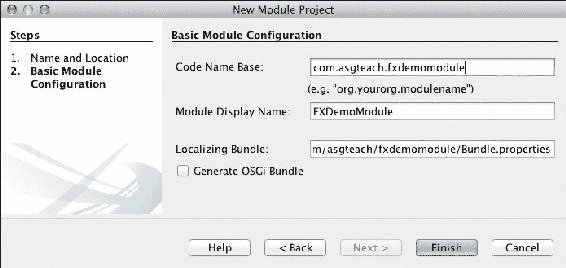 New Module Project
Steps
1. Name and Location
2. Basic Module
Configuration
Basic Module Configuration
Code Name Base: com.asgteach.fxdemomodule
(e.g. "org.yourorg.modulename")
Module Display Name: FXDemoModule
Localizing Bundle: m/asgteach/fxdemomodule/Bundle.properties
Generate OSGi Bundle
Help < Back Next > Finish Cancel